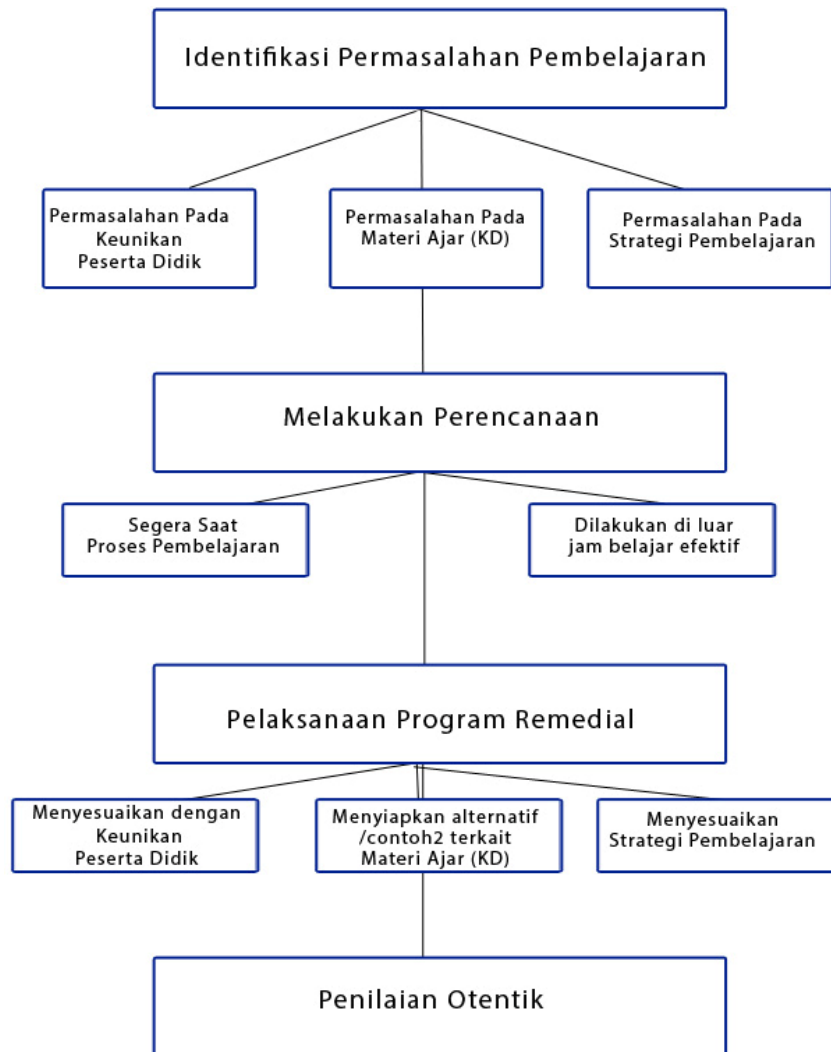 Identifikasi Permasalahan Pembelajaran
Permasalahan Pada
Keunikan
Peserta Didik
Permasalahan Pada
Materi Ajar (KD)
Permasalahan Pada
Strategi Pembelajaran
Melakukan Perencanaan
Segera Saat
Proses Pembelajaran
Dilakukan di luar
jam belajar efektif
Pelaksanaan Program Remedial
Menyesuaikan dengan
Keunikan
Peserta Didik
Menyiapkan alternatif
/contoh2 terkait
Materi Ajar (KD)
Menyesuaikan
Strategi Pembelajaran
Penilaian Otentik